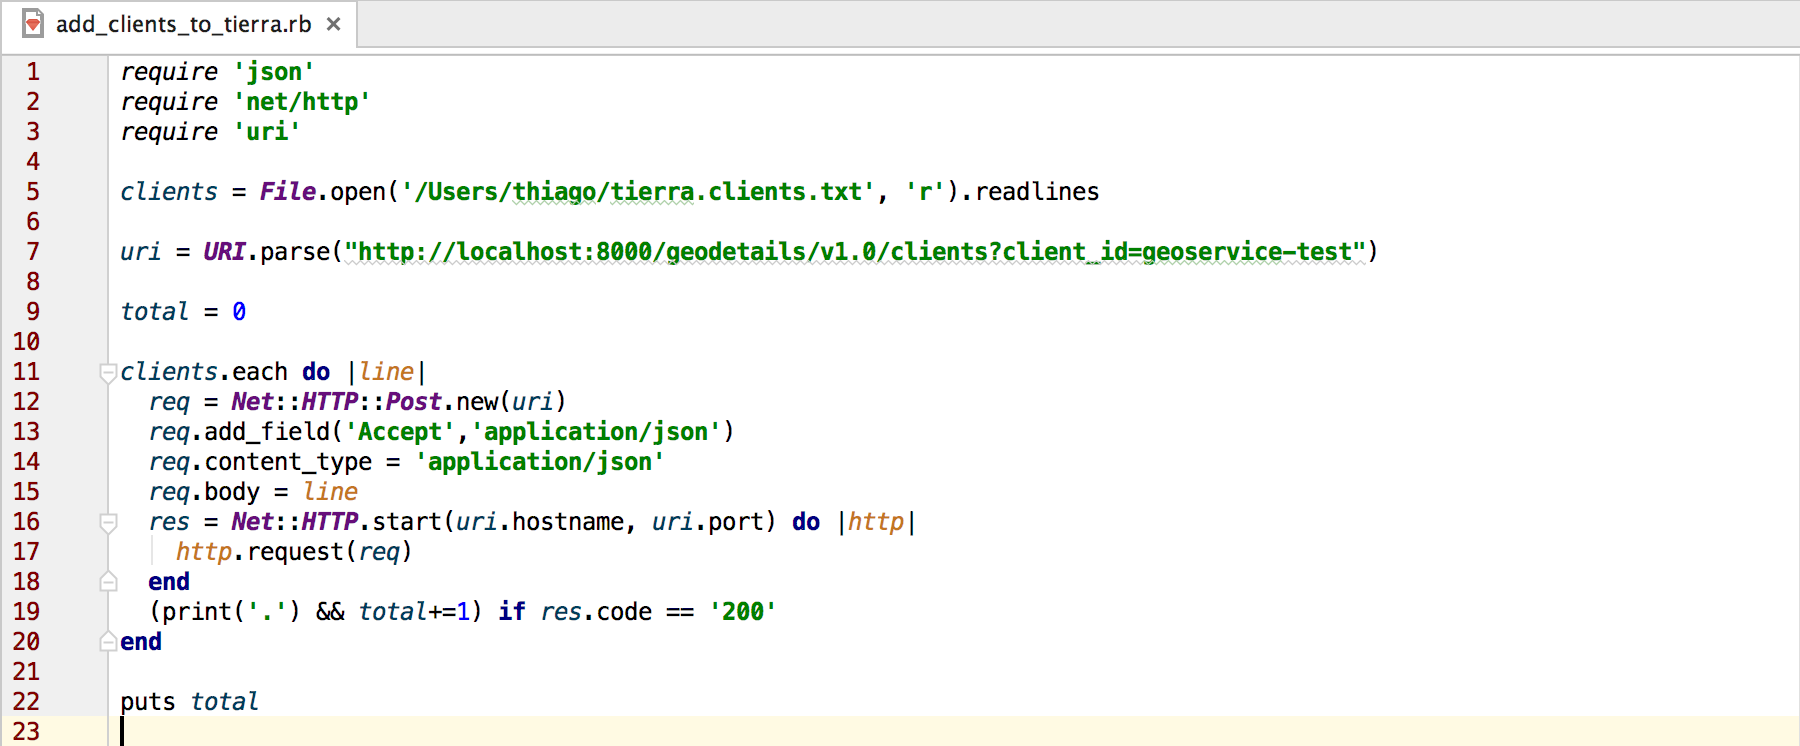 add_clients_to_tierra.rb ×
1 require 'json'
2 require 'net/http'
3 require 'uri'
4
5 clients = File.open('/Users/thiago/tierra.clients.txt', 'r').readlines
6
7 uri = URI.parse("http://localhost:8000/geodetails/v1.0/clients?client_id=geoservice-test")
8
9 total = 0
10
11 clients.each do |line|
12   req = Net::HTTP::Post.new(uri)
13   req.add_field('Accept','application/json')
14   req.content_type = 'application/json'
15   req.body = line
16   res = Net::HTTP.start(uri.hostname, uri.port) do |http|
17     http.request(req)
18   end
19   (print('.') && total+=1) if res.code == '200'
20 end
21
22 puts total
23